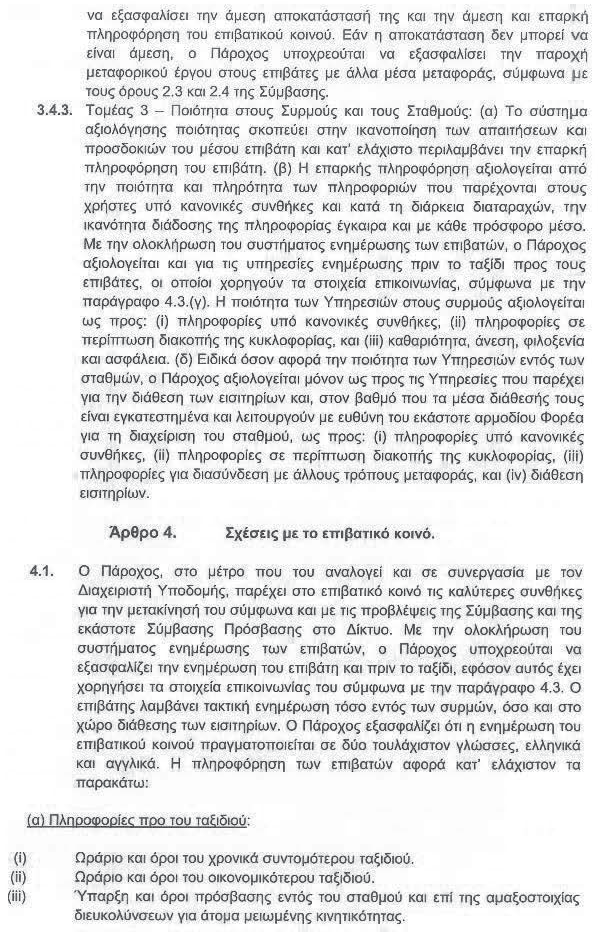 να εξασφαλίσει την άμεση αποκατάστασή της και την άμεση και επαρκή
πληροφόρηση του επιβατικού κοινού. Εάν η αποκατάσταση δεν μπορεί να
είναι άμεση, ο Πάροχος υποχρεούται να εξασφαλίσει την παροχή
μεταφορικού έργου στους επιβάτες με άλλα μέσα μεταφοράς, σύμφωνα με
τους όρους 2.3 και 2.4 της Σύμβασης.
3.4.3. Τομέας 3 – Ποιότητα στους Συρμούς και τους Σταθμούς: (α) Το σύστημα
αξιολόγησης ποιότητας σκοπεύει στην ικανοποίηση των απαιτήσεων και
προσδοκιών του μέσου επιβάτη και κατ' ελάχιστο περιλαμβάνει την επαρκή
πληροφόρηση του επιβάτη. (β) Η επαρκής πληροφόρηση αξιολογείται από
την ποιότητα και πληρότητα των πληροφοριών που παρέχονται στους
χρήστες υπό κανονικές συνθήκες και κατά τη διάρκεια διαταραχών, την
ικανότητα διάδοσης της πληροφορίας έγκαιρα και με κάθε πρόσφορο μέσο.
Με την ολοκλήρωση του συστήματος ενημέρωσης των επιβατών, ο Πάροχος
αξιολογείται και για τις υπηρεσίες ενημέρωσης πριν το ταξίδι προς τους
επιβάτες, οι οποίοι χορηγούν τα στοιχεία επικοινωνίας, σύμφωνα με την
παράγραφο 4.3.(γ). Η ποιότητα των Υπηρεσιών στους συρμούς αξιολογείται
ως προς: (i) πληροφορίες υπό κανονικές συνθήκες, (ii) πληροφορίες σε
περίπτωση διακοπής της κυκλοφορίας, και (iii) καθαριότητα, άνεση, φιλοξενία
και ασφάλεια. (δ) Ειδικά όσον αφορά την ποιότητα των Υπηρεσιών εντός των
σταθμών, ο Πάροχος αξιολογείται μόνον ως προς τις Υπηρεσίες που παρέχει
για την διάθεση των εισιτηρίων και, στον βαθμό που τα μέσα διάθεσής τους
είναι εγκατεστημένα και λειτουργούν με ευθύνη του εκάστοτε αρμοδίου Φορέα
για τη διαχείριση του σταθμού, ως προς: (i) πληροφορίες υπό κανονικές
συνθήκες, (ii) πληροφορίες σε περίπτωση διακοπής της κυκλοφορίας, (iii)
πληροφορίες για διασύνδεση με άλλους τρόπους μεταφοράς, και (iv) διάθεση
εισιτηρίων.
Άρθρο 4. Σχέσεις με το επιβατικό κοινό.
4.1. Ο Πάροχος, στο μέτρο που του αναλογεί και σε συνεργασία με τον
Διαχειριστή Υποδομής, παρέχει στο επιβατικό κοινό τις καλύτερες συνθήκες
για την μετακίνησή του σύμφωνα και με τις προβλέψεις της Σύμβασης και της
εκάστοτε Σύμβασης Πρόσβασης στο Δίκτυο. Με την ολοκλήρωση του
συστήματος ενημέρωσης των επιβατών, ο Πάροχος υποχρεούται να
εξασφαλίζει την ενημέρωση του επιβάτη και πριν το ταξίδι, εφόσον αυτός έχει
χορηγήσει τα στοιχεία επικοινωνίας του σύμφωνα με την παράγραφο 4.3. Ο
επιβάτης λαμβάνει τακτική ενημέρωση τόσο εντός των συρμών, όσο και στο
χώρο διάθεσης των εισιτηρίων. Ο Πάροχος εξασφαλίζει ότι η ενημέρωση του
επιβατικού κοινού πραγματοποιείται σε δύο τουλάχιστον γλώσσες, ελληνικά
και αγγλικά. Η πληροφόρηση των επιβατών αφορά κατ' ελάχιστον τα
παρακάτω:
(α) Πληροφορίες προ του ταξιδιού:
(i) Ωράριο και όροι του χρονικά συντομότερου ταξιδιού.
(ii) Ωράριο και όροι του οικονομικότερου ταξιδιού.
(iii) Ύπαρξη και όροι πρόσβασης εντός του σταθμού και επί της αμαξοστοιχίας
διευκολύνσεων για άτομα μειωμένης κινητικότητας.